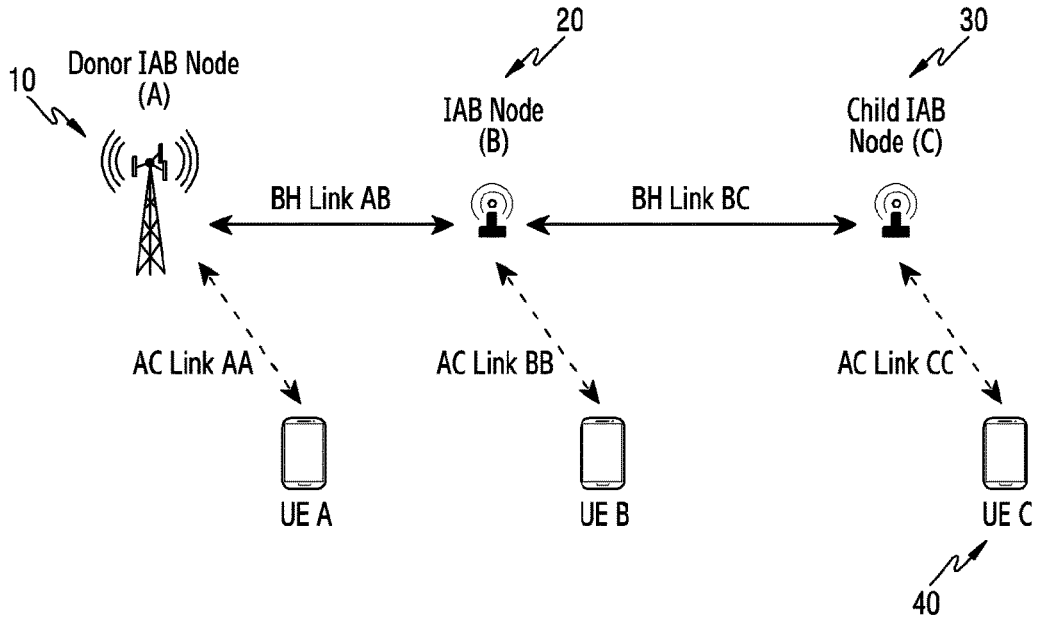 20
30
10
Donor IAB Node
(A)
IAB Node
(B)
Child IAB
Node (C)
BH Link AB
BH Link BC
AC Link AA
AC Link BB
AC Link CC
UE A
UE B
UE C
40